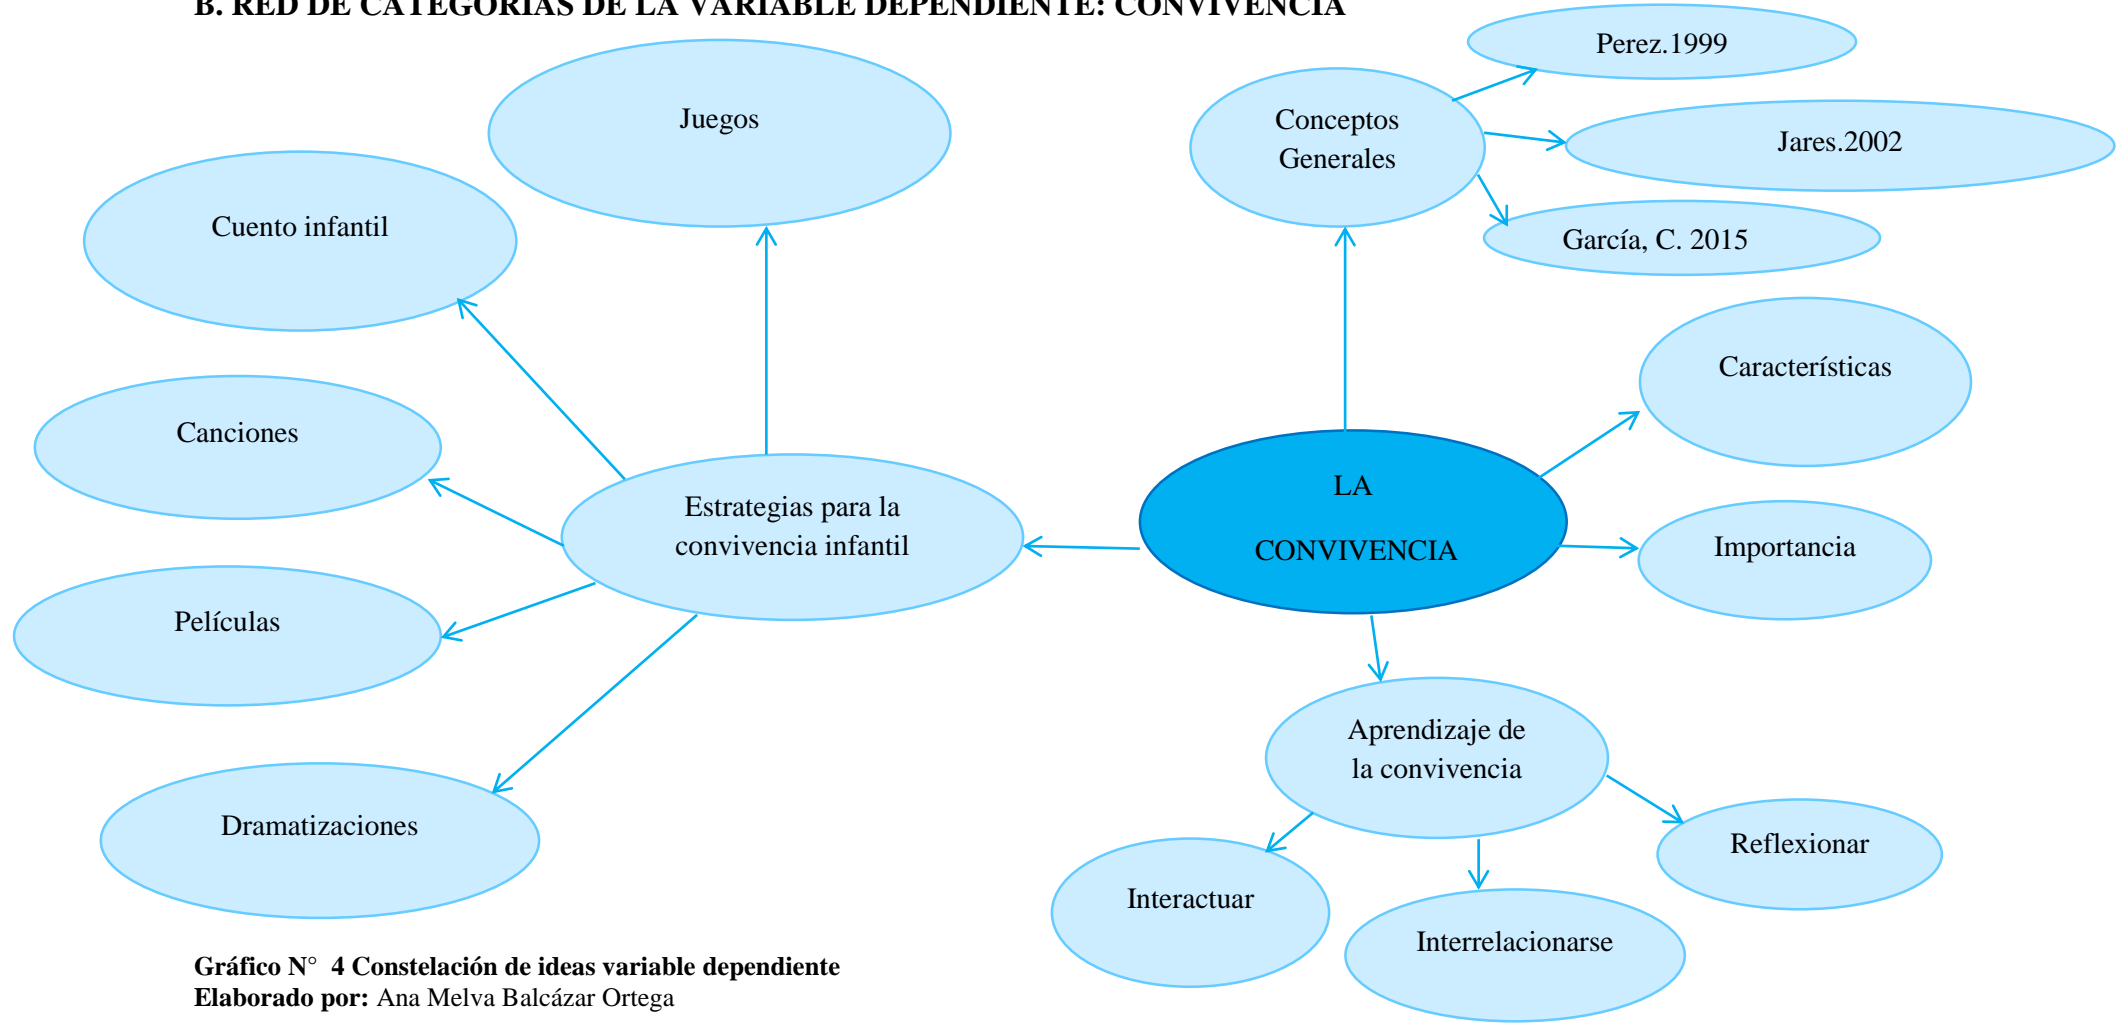 B. RED DE CATEGORÍAS DE LA VARIABLE DEPENDIENTE: CONVIVENCIA
Perez.1999
Juegos
Conceptos
Generales
Jares.2002
Cuento infantil
García, C. 2015
Característícas
Canciones
LA
CONVIVENCIA
Estrategias para la
convivencia infantil
Importancia
Películas
Aprendizaje de
la convivencia
Dramatizaciones
Reflexionar
Interactuar
Interrelacionarse
Gráfico N° 4 Constelación de ideas variable dependiente
Elaborado por: Ana Melva Balcázar Ortega